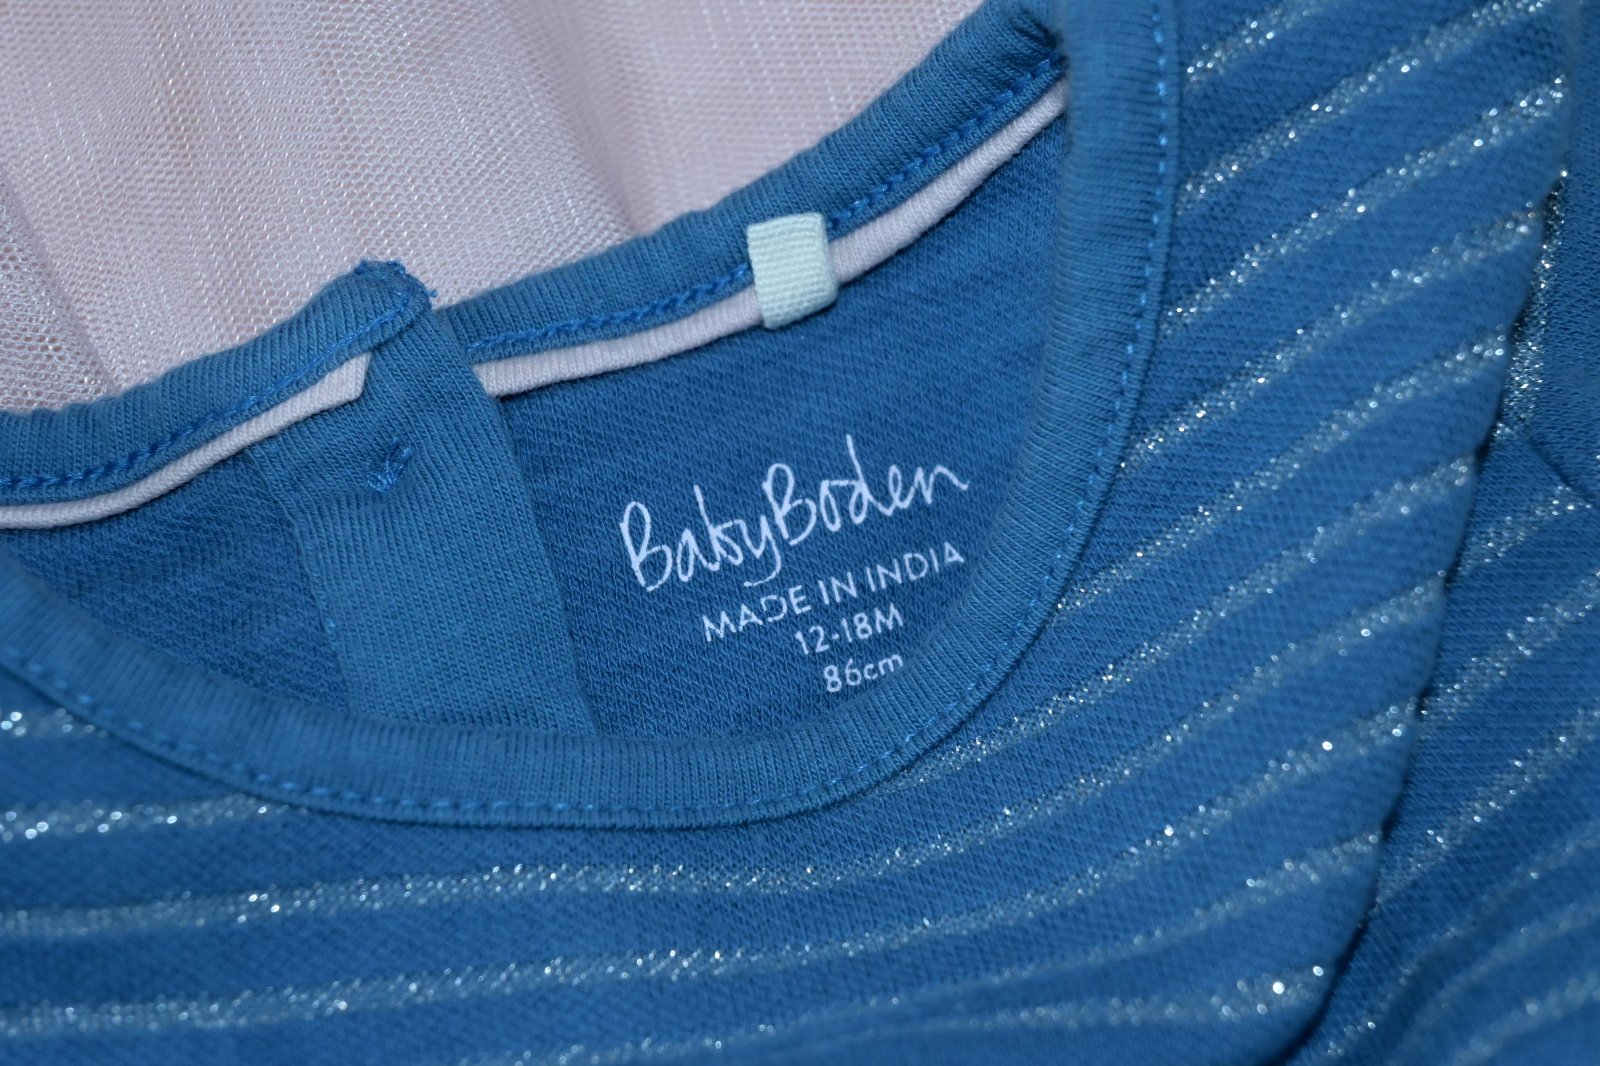 BabyBoden
MADE IN INDIA
12-18M
86cm